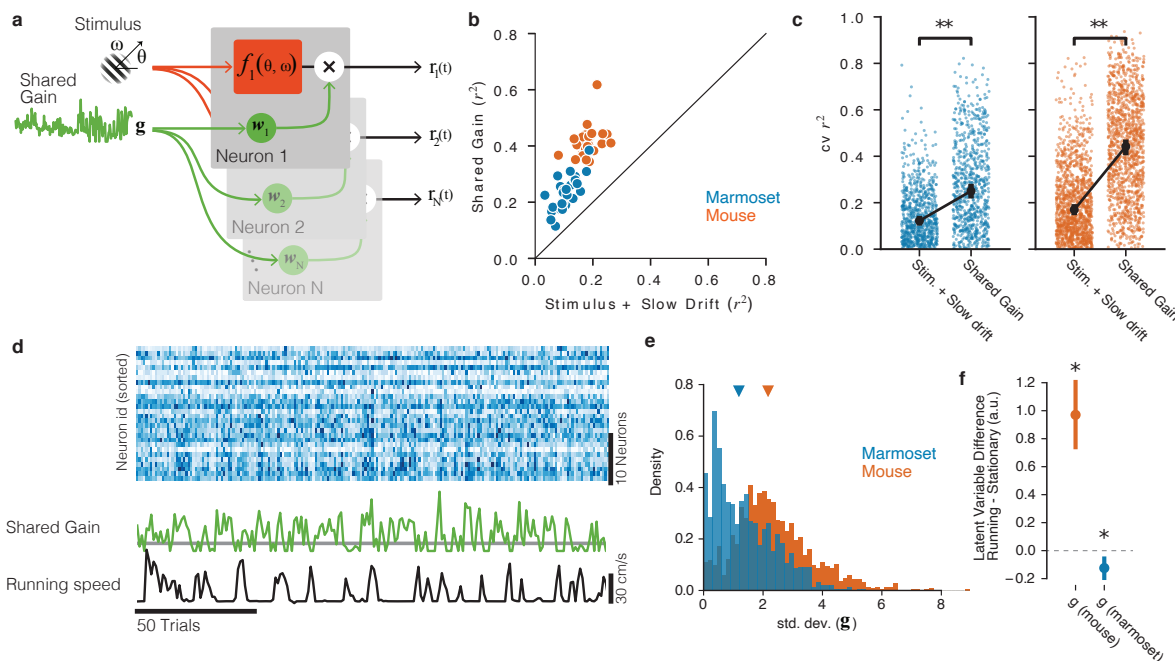 a
Stimulus
ω
θ
Shared
Gain
g
f1(θ, ω)
×
r1(t)
w1
Neuron 1
r2(t)
w2
Neuron 2
rN(t)
wN
Neuron N
b
Shared Gain (r²)
0.8
0.6
0.4
0.2
0.0
0.0 0.2 0.4 0.6 0.8
Stimulus + Slow Drift (r²)
Marmoset
Mouse
c
cv r²
** **
1.0
0.8
0.6
0.4
0.2
0.0
Stim. + Slow drift
Shared Gain
Stim. + Slow drift
Shared Gain
d
Neuron id (sorted)
10 Neurons
Shared Gain
Running speed
30 cm/s
50 Trials
e
Density
0.8
0.6
0.4
0.2
0.0
0 2 4 6 8
std. dev. (g)
Marmoset
Mouse
f
Latent Variable Difference
Running - Stationary (a.u.)
1.2
1.0
0.8
0.6
0.4
0.2
0.0
−0.2
*
*
g (mouse)
g (marmoset)